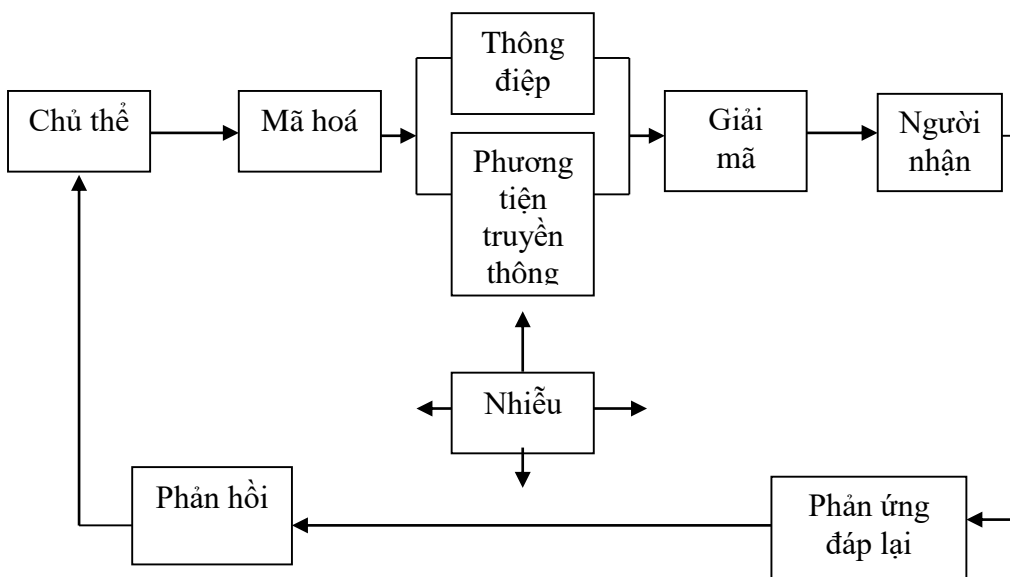 Thông
điệp
Chủ thể
Mã hoá
Phương
tiện
truyền
thông
Giải
mã
Người
nhận
Nhiễu
Phản hồi
Phản ứng
đáp lại